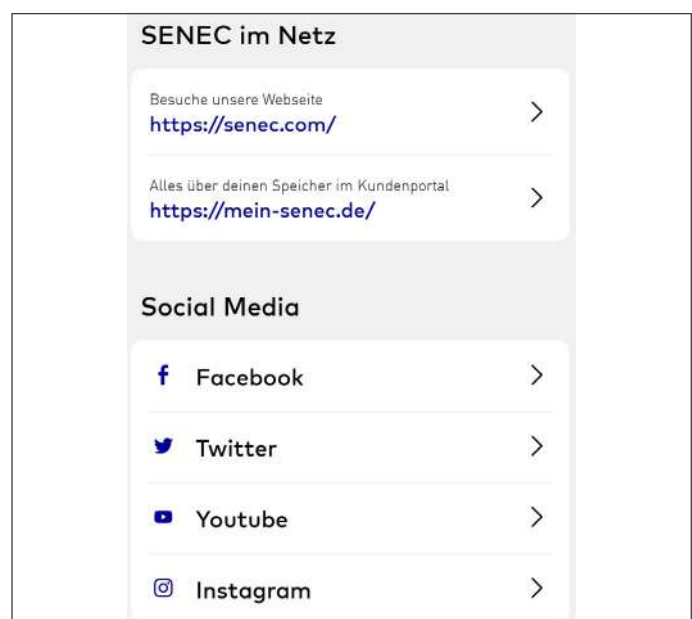 SENEC im Netz
Besuche unsere Webseite
https://senec.com/
Alles über deinen Speicher im Kundenportal
https://mein-senec.de/
Social Media
Facebook
Twitter
Youtube
Instagram